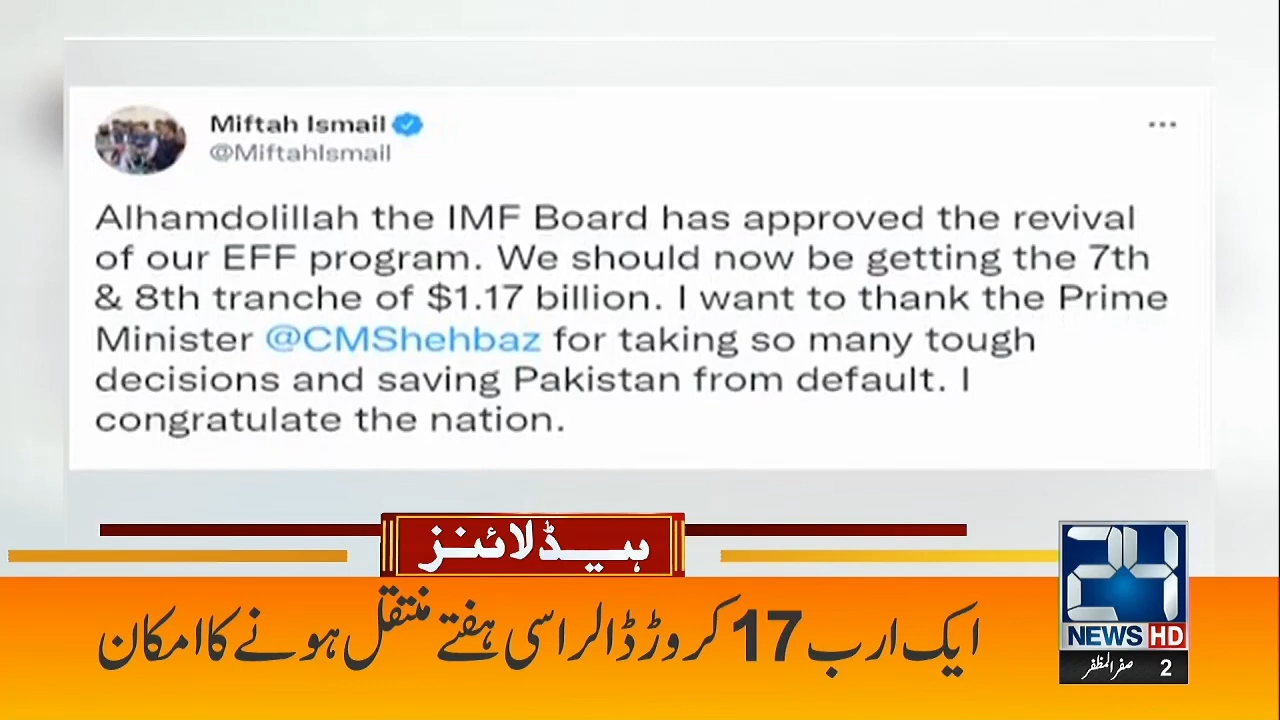 Miftah Ismail
@MiftahIsmail
Alhamdolillah the IMF Board has approved the revival
of our EFF program. We should now be getting the 7th
& 8th tranche of $1.17 billion. I want to thank the Prime
Minister @CMShehbaz for taking so many tough
decisions and saving Pakistan from default. I
congratulate the nation.
ہیڈلائنز
ایک ارب 17 کروڑ ڈالر اسی ہفتے منتقل ہونے کا امکان
24
NEWS HD
2 صفر المظفر